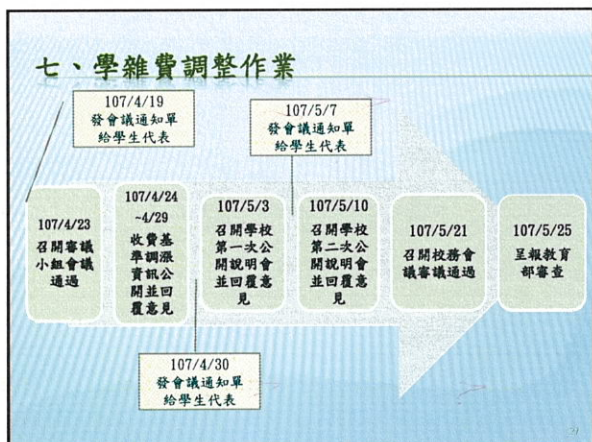 七、學雜費調整作業
107/4/19
發會議通知單
給學生代表
107/5/7
發會議通知單
給學生代表
107/4/23
召開審議
小組會議
通過
107/4/24
~4/29
收費基
準調漲
資訊公
開並回
覆意見
107/5/3
召開學校
第一次公
開說明會
並回覆意
見
107/5/10
召開學校
第二次公
開說明會
並回覆意
見
107/5/21
召開校務會
議審議通過
107/5/25
呈報教育
部審查
107/4/30
發會議通知單
給學生代表